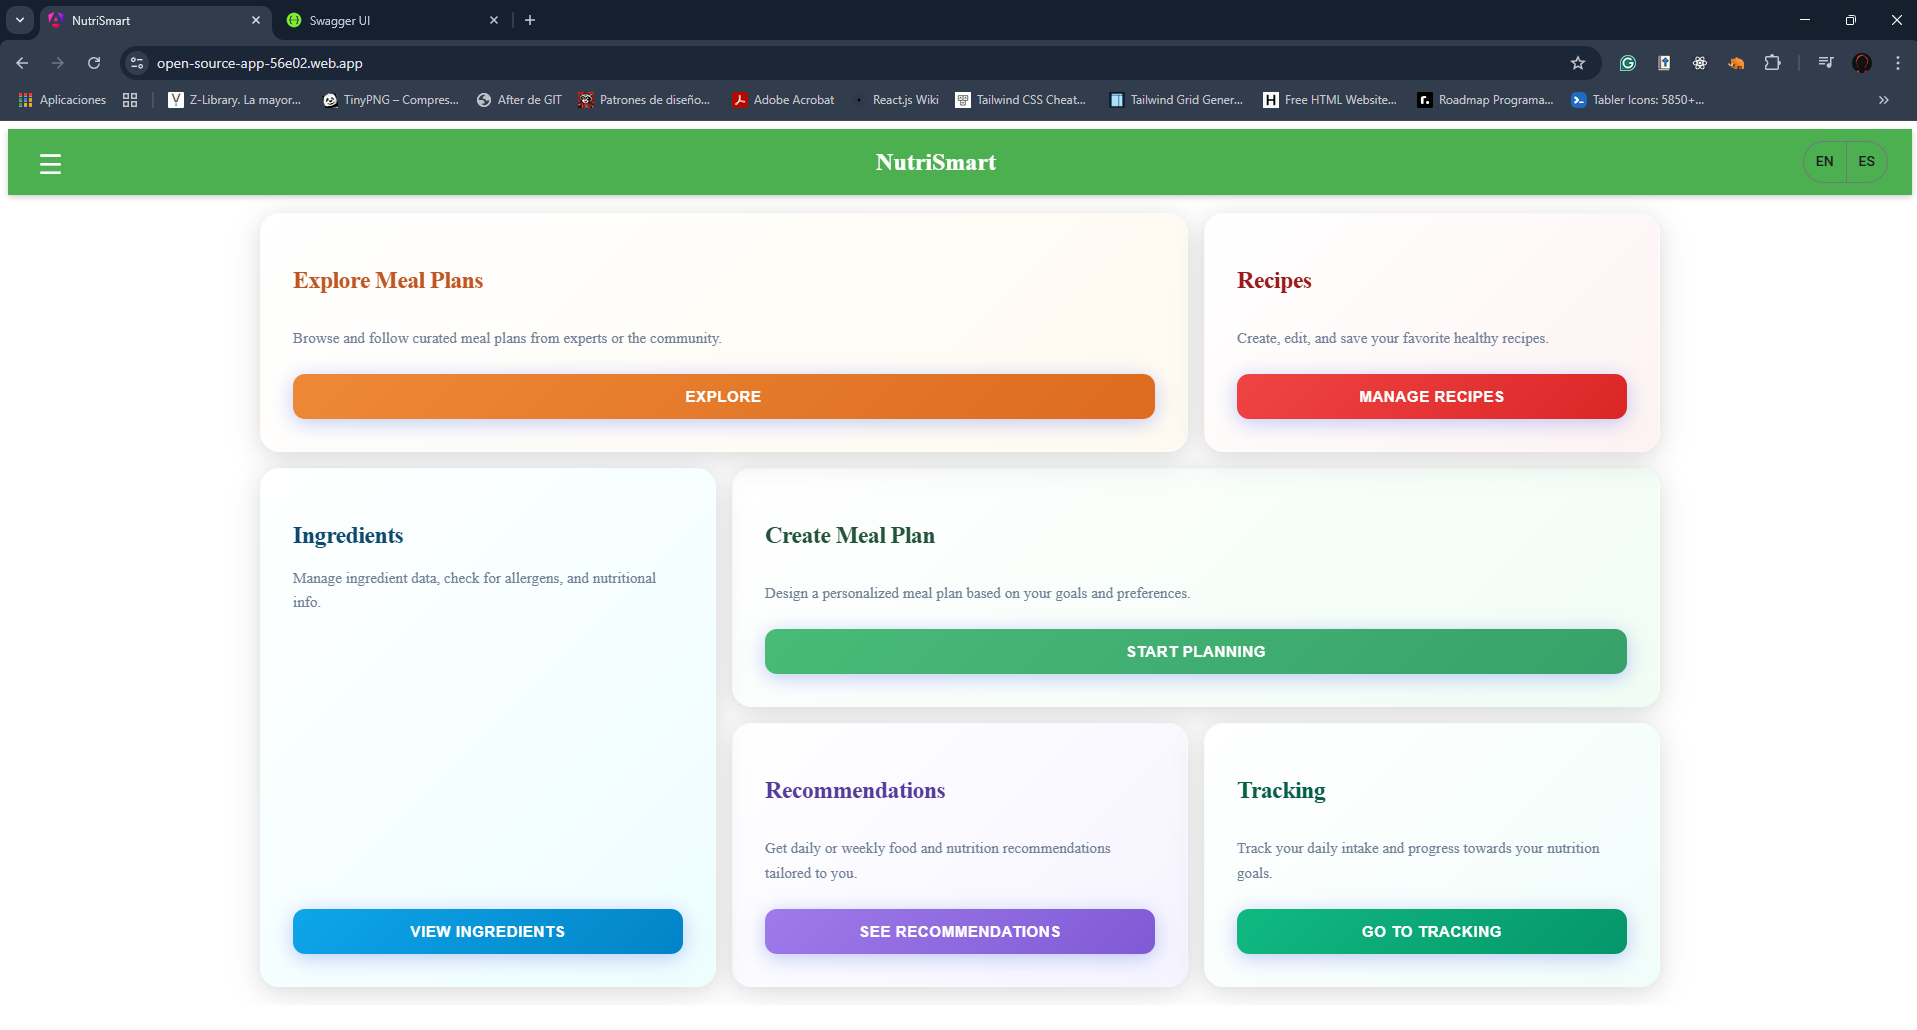 NutriSmart
Swagger UI
open-source-app-56e02.web.app
Aplicaciones
Z-Library. La mayor...
TinyPNG – Compres...
After de GIT
Patrones de diseño...
Adobe Acrobat
React.js Wiki
Tailwind CSS Cheat...
Tailwind Grid Gener...
Free HTML Website...
Roadmap Programa...
Tabler Icons: 5850+...
NutriSmart
EN
ES
Explore Meal Plans
Browse and follow curated meal plans from experts or the community.
EXPLORE
Recipes
Create, edit, and save your favorite healthy recipes.
MANAGE RECIPES
Ingredients
Manage ingredient data, check for allergens, and nutritional
info.
VIEW INGREDIENTS
Create Meal Plan
Design a personalized meal plan based on your goals and preferences.
START PLANNING
Recommendations
Get daily or weekly food and nutrition recommendations
tailored to you.
SEE RECOMMENDATIONS
Tracking
Track your daily intake and progress towards your nutrition
goals.
GO TO TRACKING